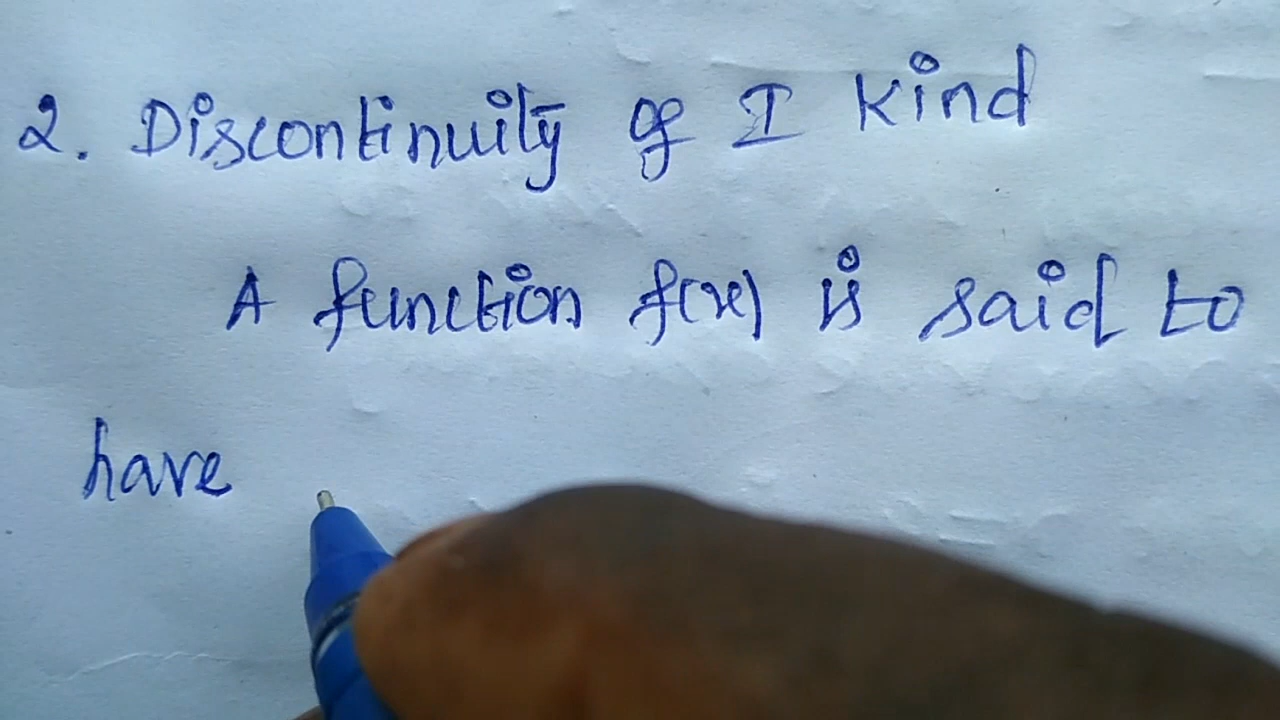 2. Discontinuity of I kind
A function f(x) is said to
have